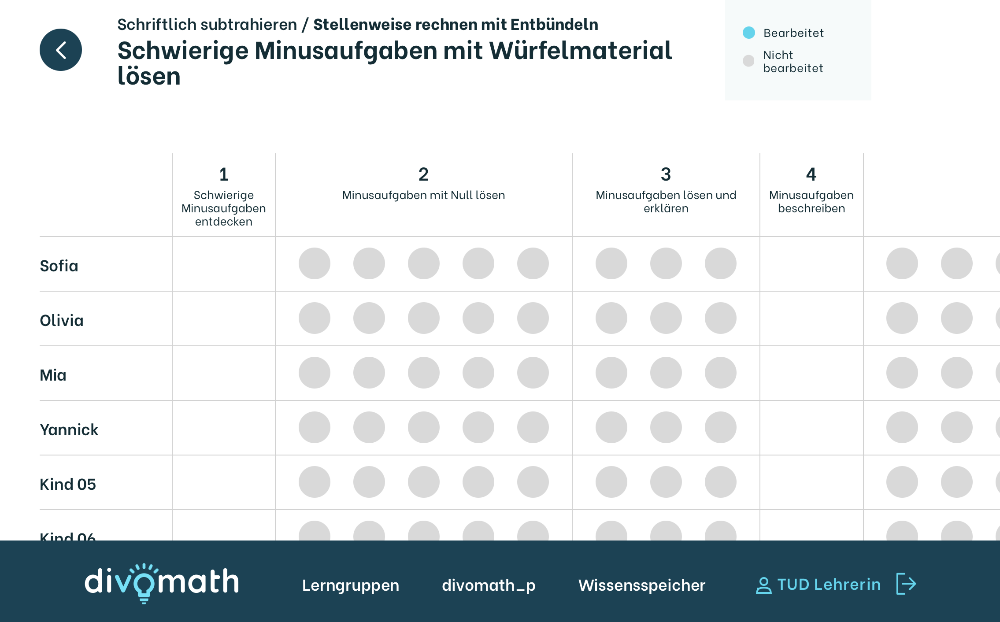 Schriftlich subtrahieren / Stellenweise rechnen mit Entbündeln
Schwierige Minusaufgaben mit Würfelmaterial
lösen
Bearbeitet
Nicht
bearbeitet
1
Schwierige
Minusaufgaben
entdecken
2
Minusaufgaben mit Null lösen
3
Minusaufgaben lösen und
erklären
4
Minusaufgaben
beschreiben
Sofia
Olivia
Mia
Yannick
Kind 05
Kind 06
divomath
Lerngruppen
divomath_p
Wissensspeicher
TUD Lehrerin